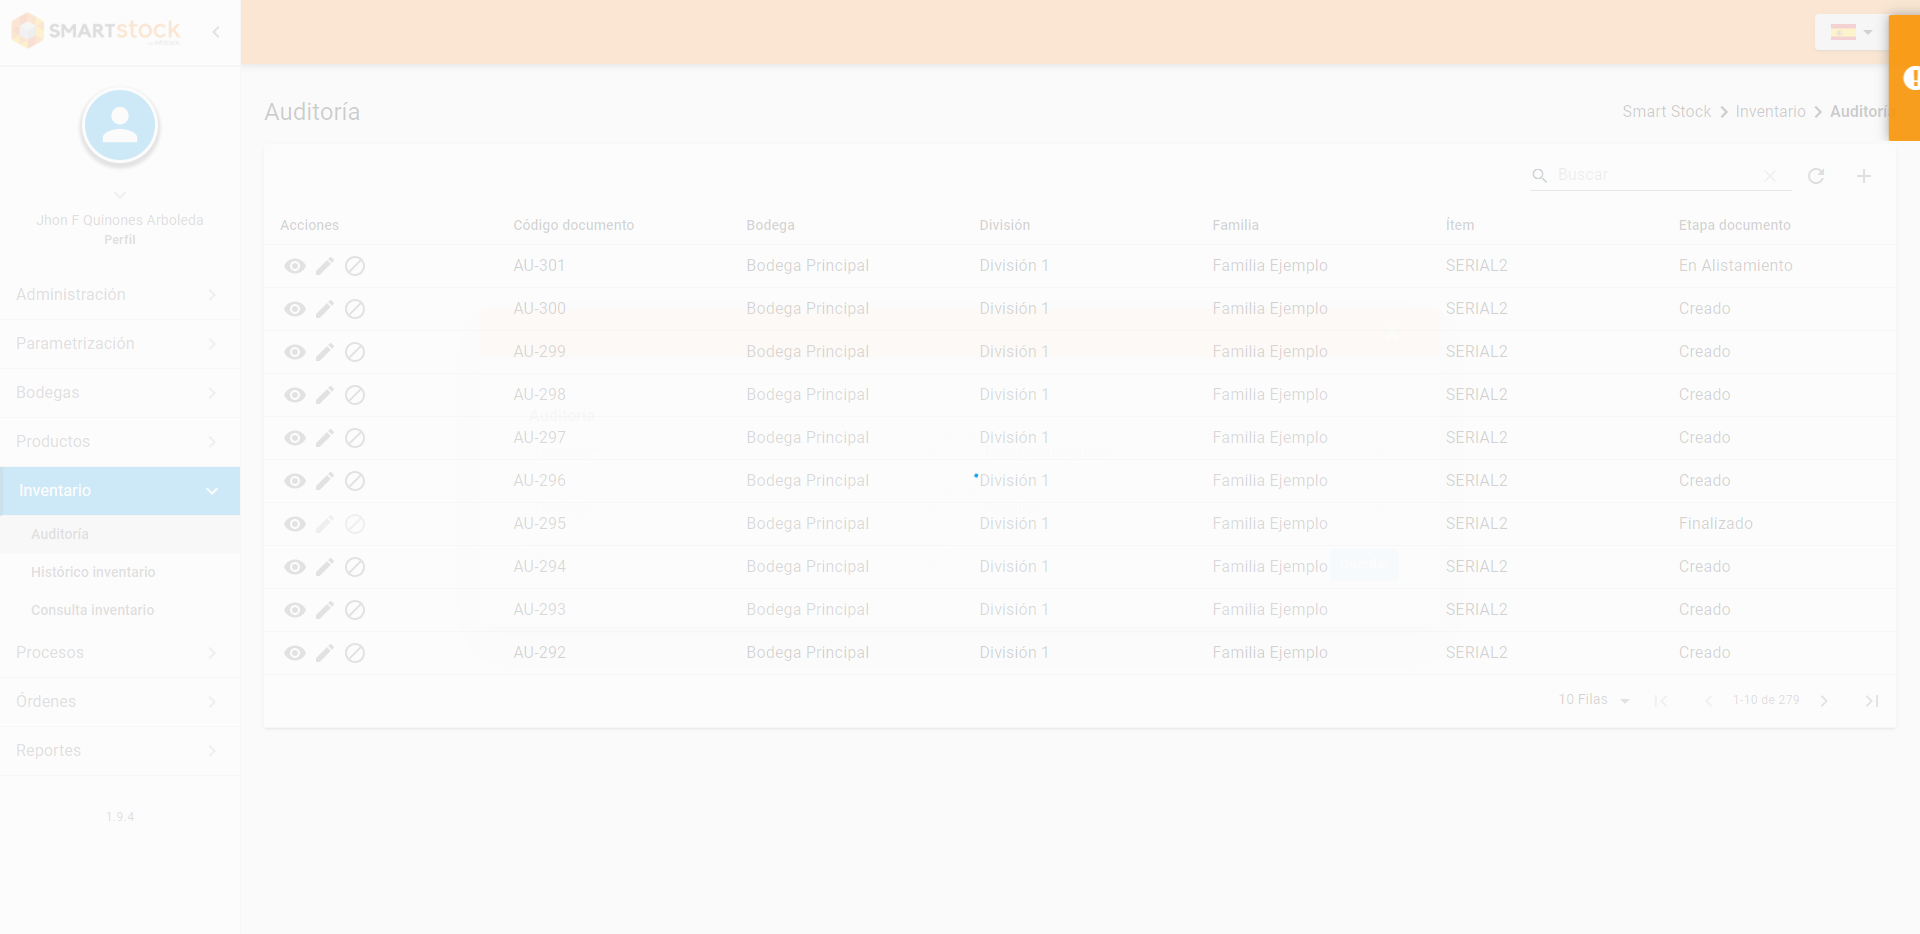 SMARTstock
Jhon F Quinones Arboleda
Perfil
Administración
Parametrización
Bodegas
Productos
Inventario
Auditoría
Histórico inventario
Consulta inventario
Procesos
Órdenes
Reportes
1.9.4
Auditoría
Smart Stock Inventario Auditoría
Buscar
Acciones Código documento Bodega División Familia Ítem Etapa documento
AU-301 Bodega Principal División 1 Familia Ejemplo SERIAL2 En Alistamiento
AU-300 Bodega Principal División 1 Familia Ejemplo SERIAL2 Creado
AU-299 Bodega Principal División 1 Familia Ejemplo SERIAL2 Creado
AU-298 Bodega Principal División 1 Familia Ejemplo SERIAL2 Creado
Auditoría
AU-297 Bodega Principal División 1 Familia Ejemplo SERIAL2 Creado
AU-296 Bodega Principal División 1 Familia Ejemplo SERIAL2 Creado
AU-295 Bodega Principal División 1 Familia Ejemplo SERIAL2 Finalizado
AU-294 Bodega Principal División 1 Familia Ejemplo SERIAL2 Creado
AU-293 Bodega Principal División 1 Familia Ejemplo SERIAL2 Creado
AU-292 Bodega Principal División 1 Familia Ejemplo SERIAL2 Creado
10 Filas 1-10 de 279